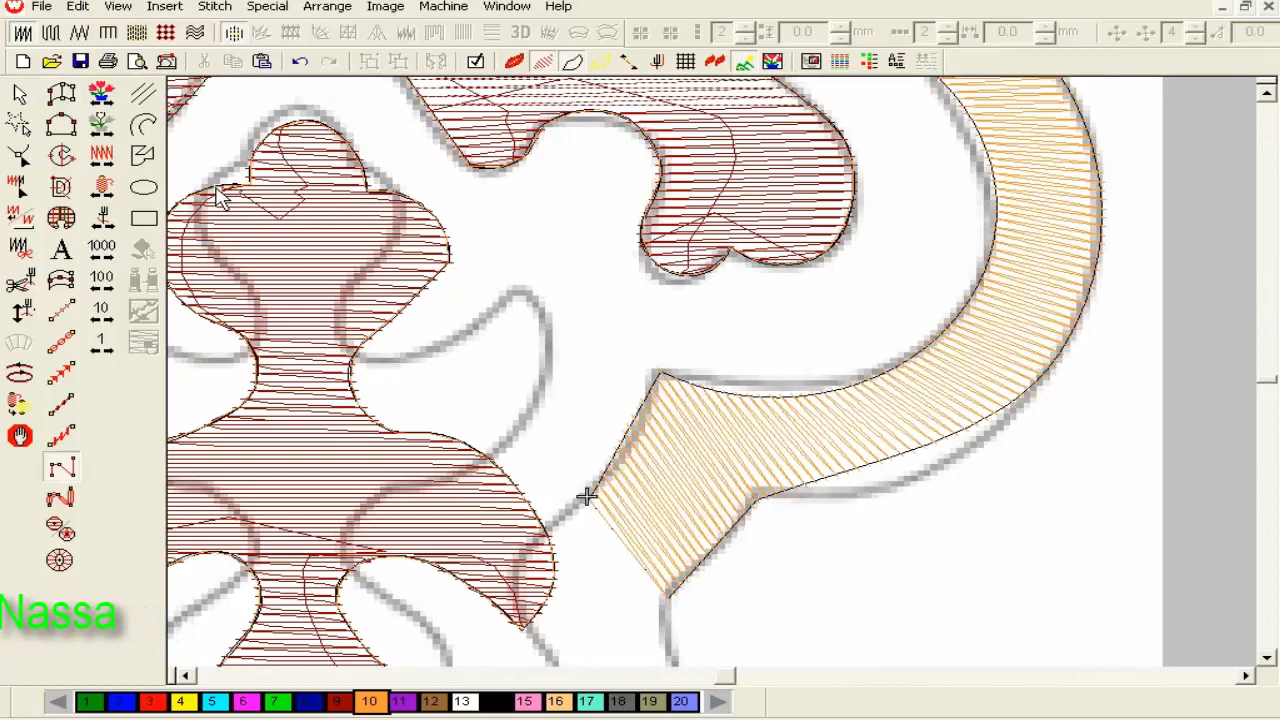 File Edit View Insert Stitch Special Arrange Image Machine Window Help
2 0.0 mm 2 0.0 mm 4 0.0
3D
A 1000
100
10
1
Nassa
1 2 3 4 5 6 7 8 9 10 11 12 13 15 16 17 18 19 20